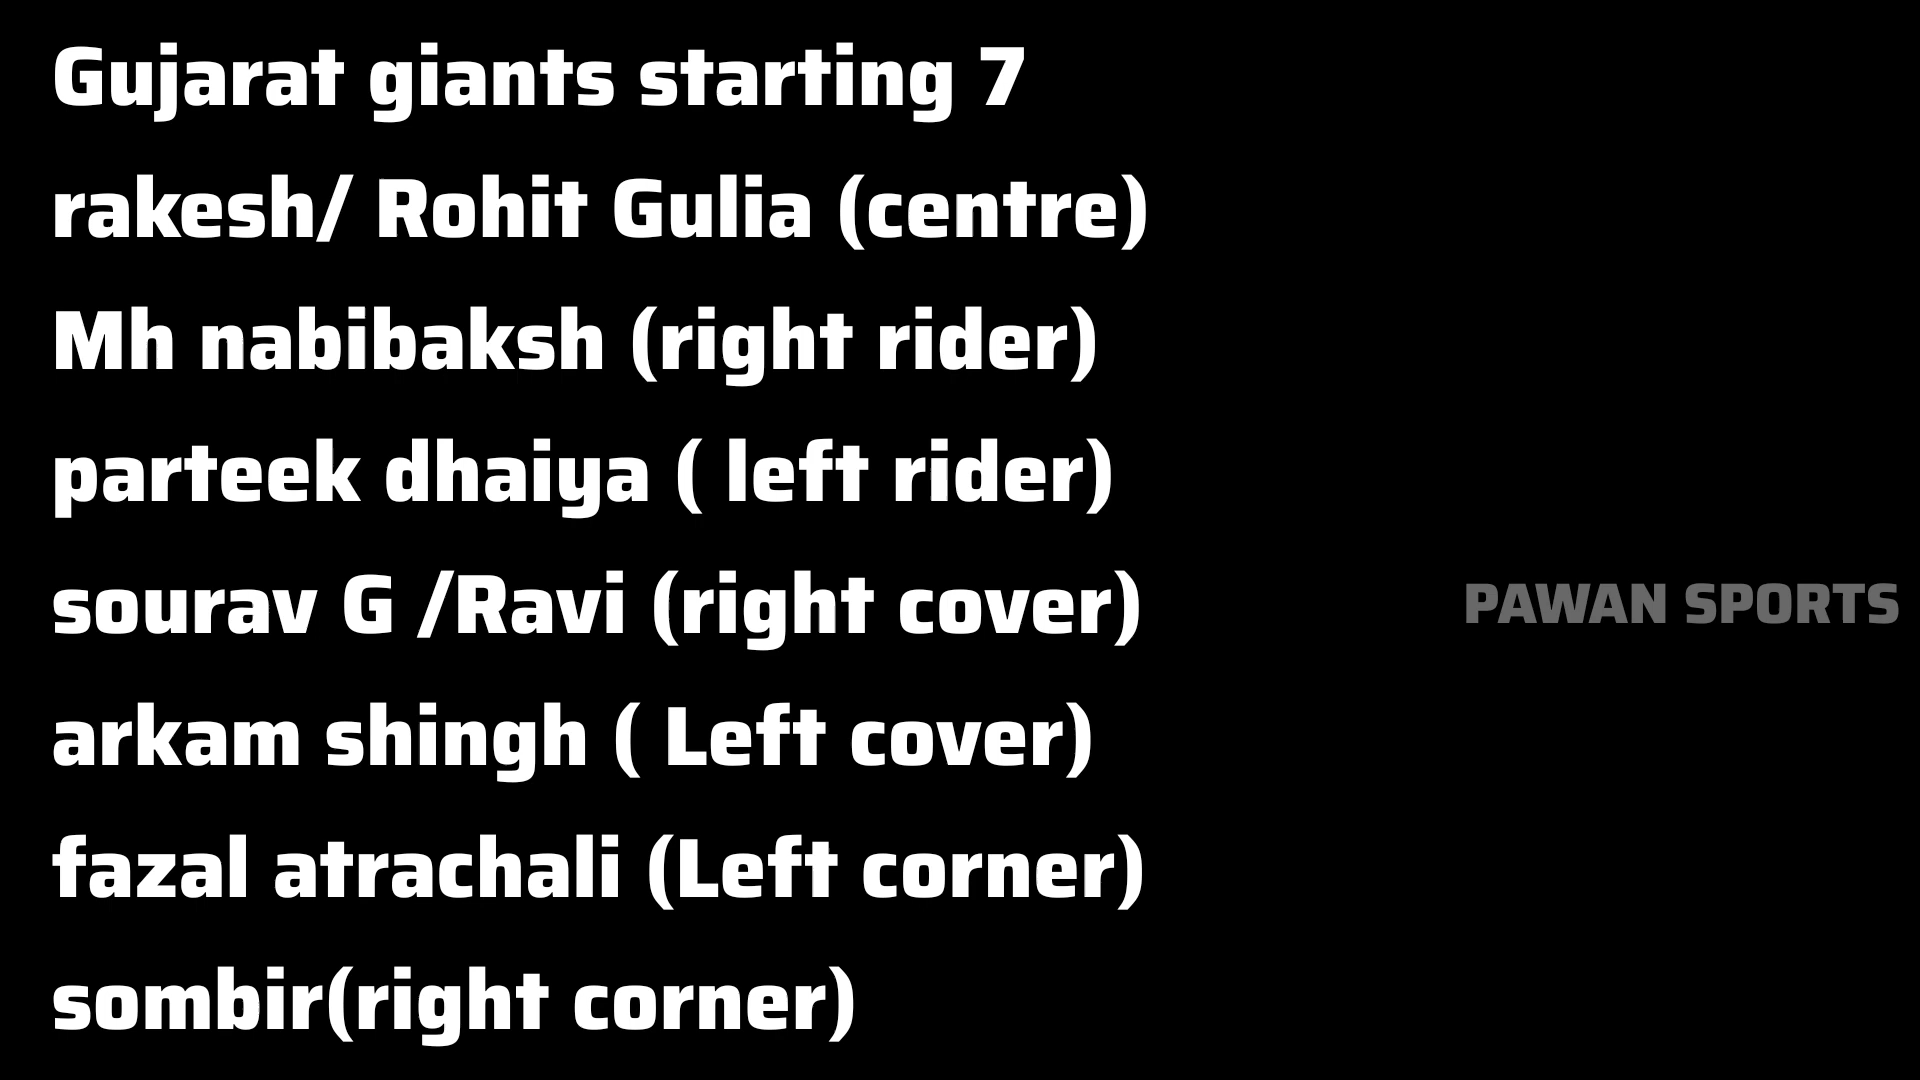 Gujarat giants starting 7
rakesh/ Rohit Gulia (centre)
Mh nabibaksh (right rider)
parteek dhaiya ( left rider)
sourav G /Ravi (right cover)
PAWAN SPORTS
arkam shingh ( Left cover)
fazal atrachali (Left corner)
sombir(right corner)